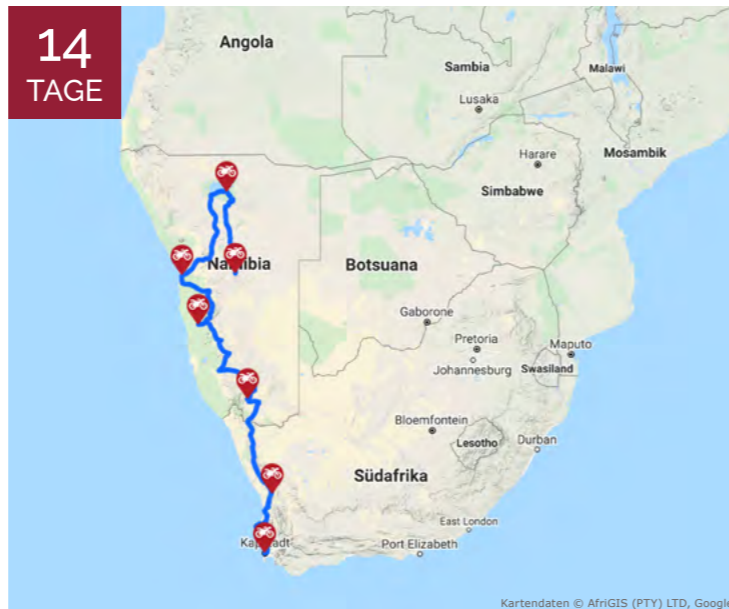 14
TAGE
Angola
Sambia
Malawi
Lusaka
Harare
Mosambik
Simbabwe
Namibia
Botsuana
Gaborone
Pretoria
Maputo
Johannesburg
Swasiland
Bloemfontein
Lesotho
Durban
Südafrika
East London
Kapstadt
Port Elizabeth
Kartendaten © AfriGIS (PTY) LTD, Google